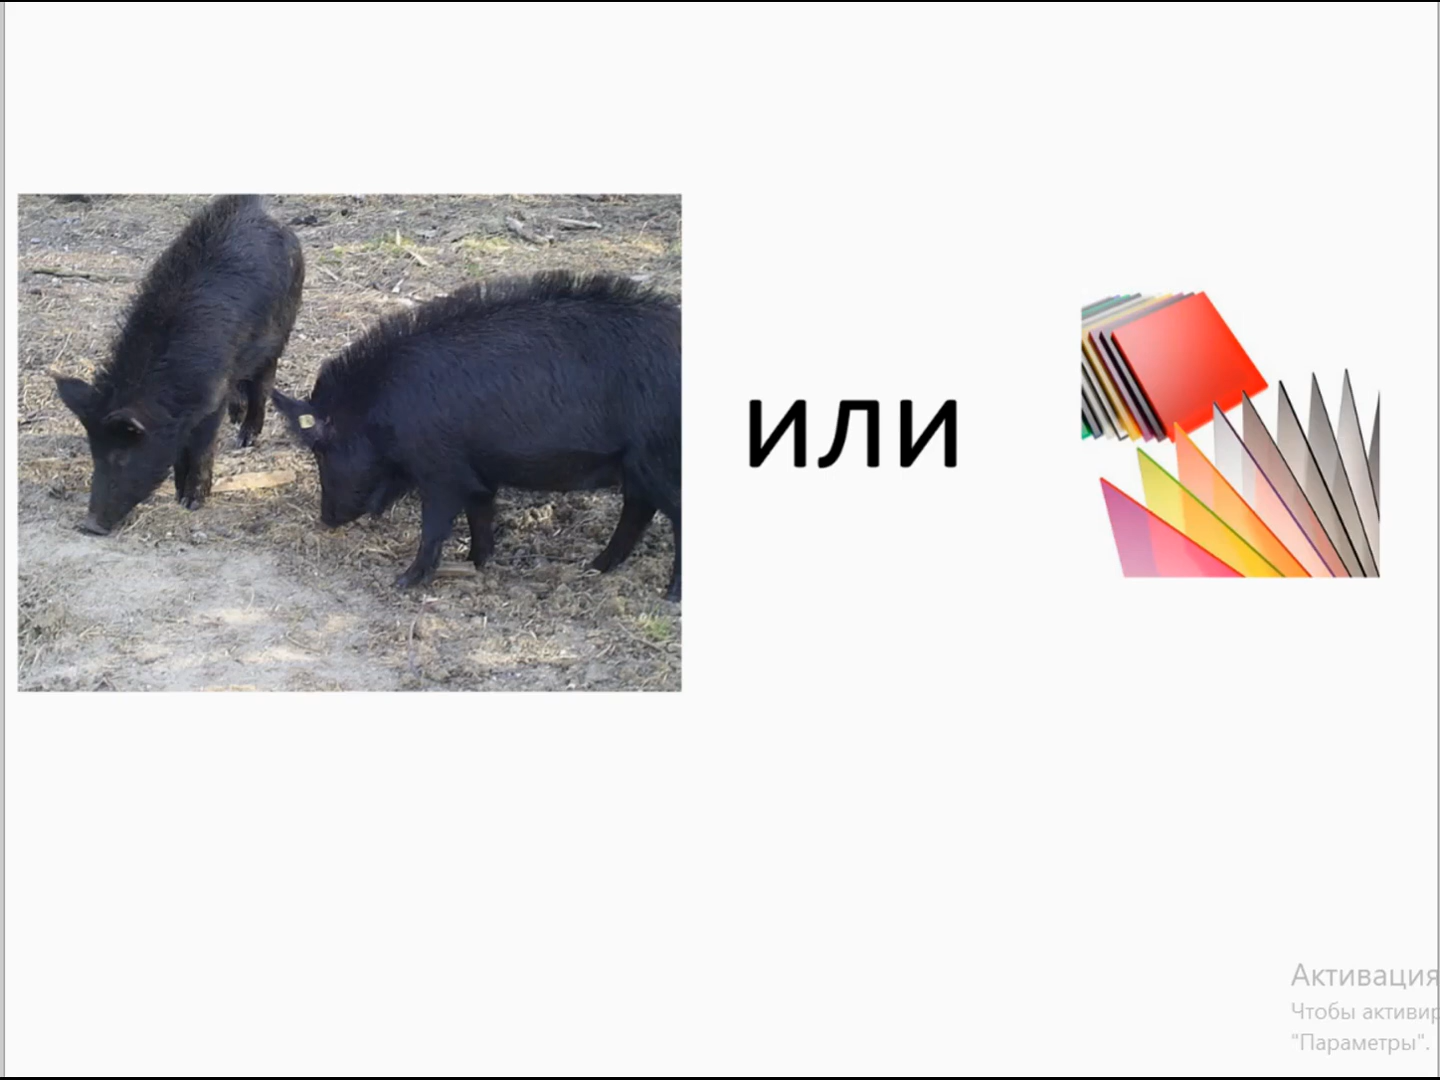 или
Активация
Чтобы активир
"Параметры".